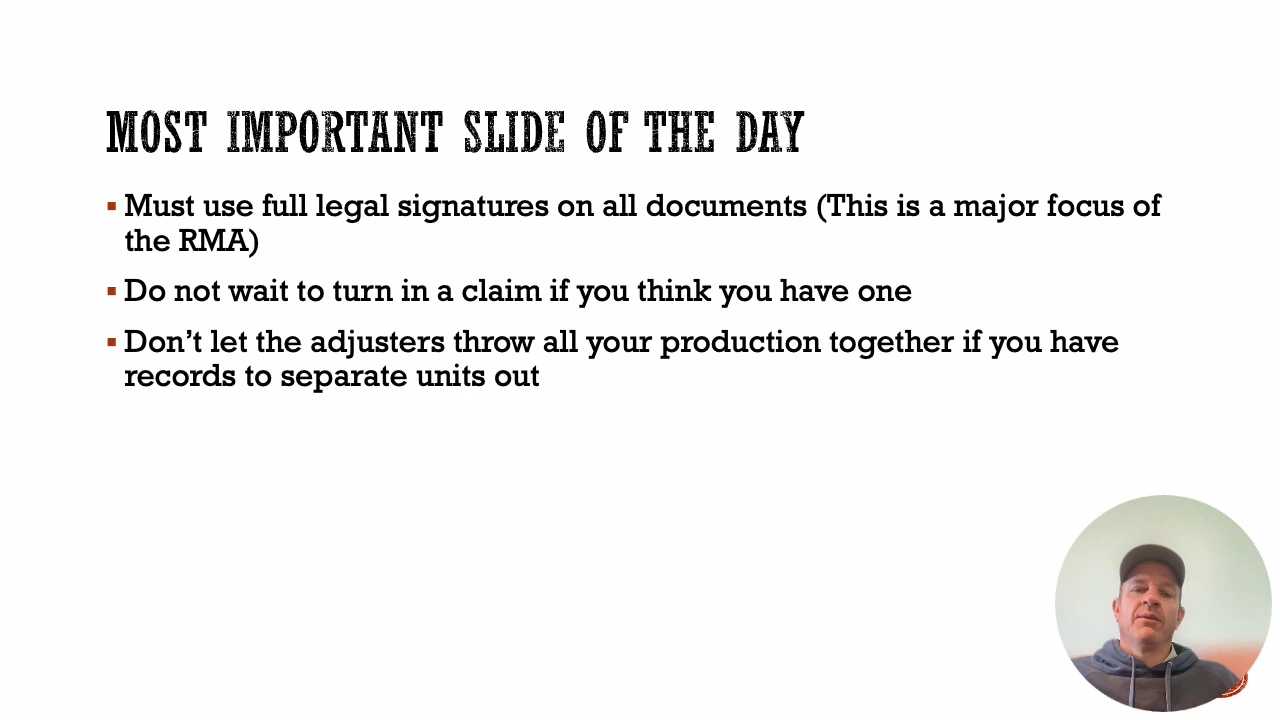 MOST IMPORTANT SLIDE OF THE DAY
▪ Must use full legal signatures on all documents (This is a major focus of
the RMA)
▪ Do not wait to turn in a claim if you think you have one
▪ Don’t let the adjusters throw all your production together if you have
records to separate units out